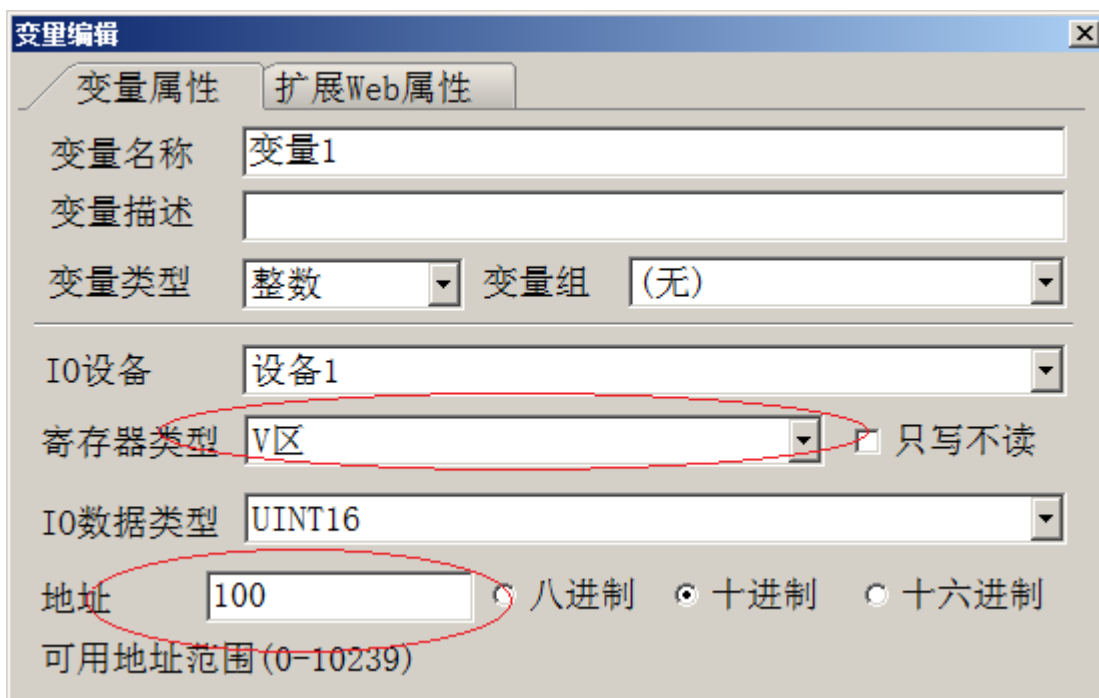 变里编辑
变量属性 扩展Web属性
变量名称 变量1
变量描述
变量类型 整数 变量组 (无)
IO设备 设备1
寄存器类型 V区 只写不读
IO数据类型 UINT16
地址 100 八进制 十进制 十六进制
可用地址范围(0-10239)